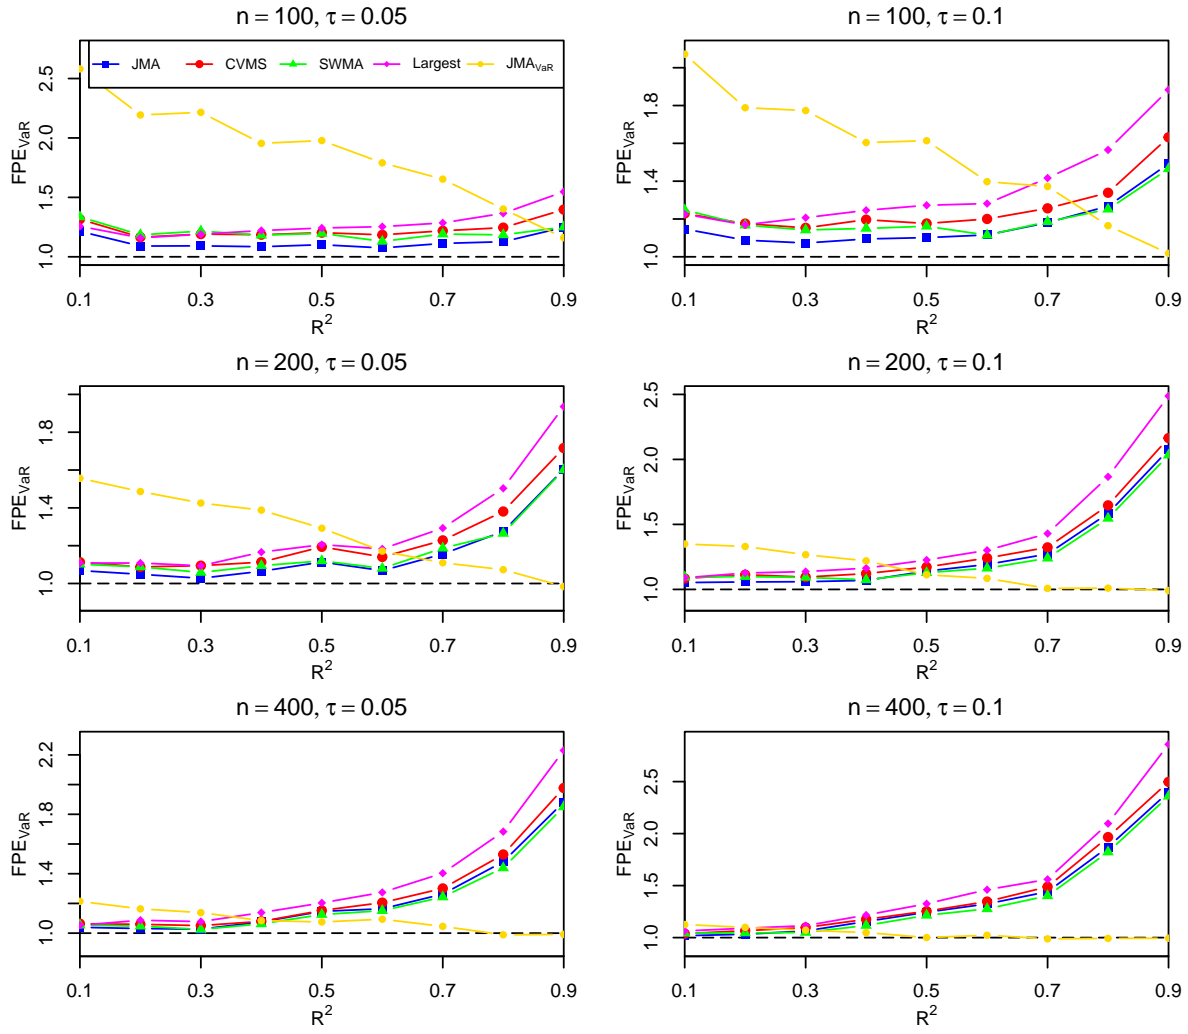 n = 100, τ = 0.05
FPE_VaR
1.0 1.5 2.0 2.5
JMA CVMS SWMA Largest JMA_VaR
0.1 0.3 0.5 0.7 0.9
R^2
n = 100, τ = 0.1
FPE_VaR
1.0 1.4 1.8
0.1 0.3 0.5 0.7 0.9
R^2
n = 200, τ = 0.05
FPE_VaR
1.0 1.4 1.8
0.1 0.3 0.5 0.7 0.9
R^2
n = 200, τ = 0.1
FPE_VaR
1.0 1.5 2.0 2.5
0.1 0.3 0.5 0.7 0.9
R^2
n = 400, τ = 0.05
FPE_VaR
1.0 1.4 1.8 2.2
0.1 0.3 0.5 0.7 0.9
R^2
n = 400, τ = 0.1
FPE_VaR
1.0 1.5 2.0 2.5
0.1 0.3 0.5 0.7 0.9
R^2